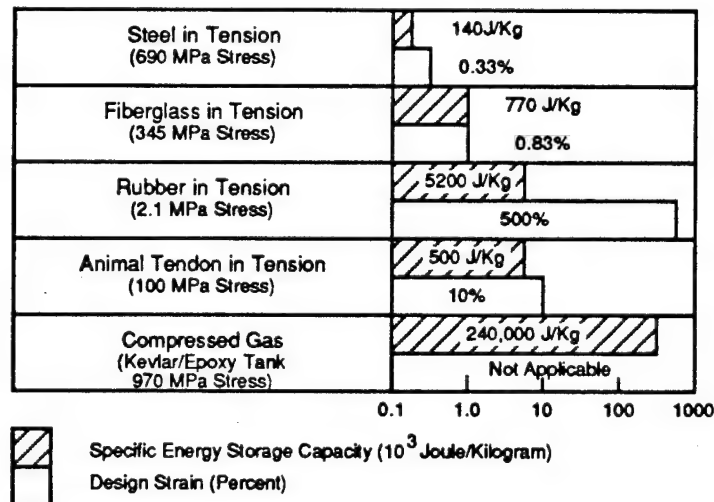 Steel in Tension
(690 MPa Stress)
140J/Kg
0.33%
Fiberglass in Tension
(345 MPa Stress)
770 J/Kg
0.83%
Rubber in Tension
(2.1 MPa Stress)
5200 J/Kg
500%
Animal Tendon in Tension
(100 MPa Stress)
500 J/Kg
10%
Compressed Gas
(Kevlar/Epoxy Tank
970 MPa Stress)
240,000 J/Kg
Not Applicable
0.1 1.0 10 100 1000
Specific Energy Storage Capacity (10³ Joule/Kilogram)
Design Strain (Percent)